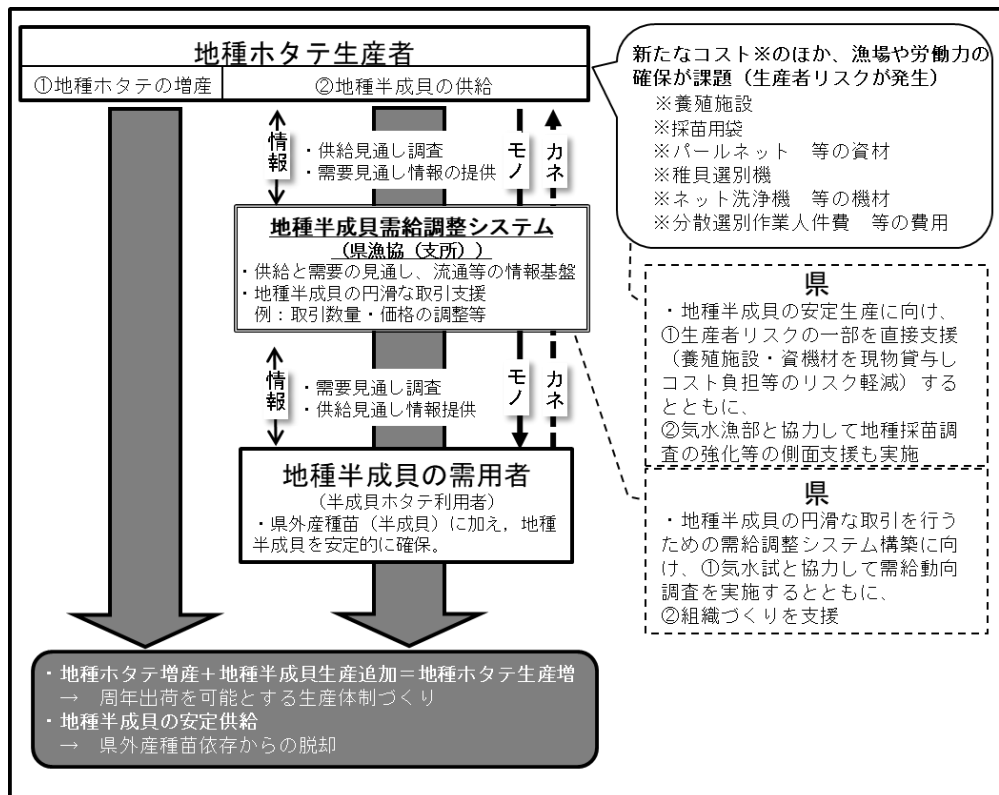 地種ホタテ生産者
①地種ホタテの増産
②地種半成貝の供給
新たなコスト※のほか、漁場や労働力の
確保が課題（生産者リスクが発生）
※養殖施設
※採苗用袋
※パールネット　等の資材
※稚貝選別機
※ネット洗浄機　等の機材
※分散選別作業人件費　等の費用
情報
・供給見通し調査
・需要見通し情報の提供
モノ
カネ
地種半成貝需給調整システム
（県漁協（支所））
・供給と需要の見通し、流通等の情報基盤
・地種半成貝の円滑な取引支援
例：取引数量・価格の調整等
県
・地種半成貝の安定生産に向け、
①生産者リスクの一部を直接支援
（養殖施設・資機材を現物貸与し
コスト負担等のリスク軽減）する
とともに、
②気水漁部と協力して地種採苗調
査の強化等の側面支援も実施
情報
・需要見通し調査
・供給見通し情報提供
モノ
カネ
地種半成貝の需用者
（半成貝ホタテ利用者）
・県外産種苗（半成貝）に加え，地種
半成貝を安定的に確保。
県
・地種半成貝の円滑な取引を行う
ための需給調整システム構築に向
け、①気水試と協力して需給動向
調査を実施するとともに、
②組織づくりを支援
・地種ホタテ増産＋地種半成貝生産追加＝地種ホタテ生産増
→　周年出荷を可能とする生産体制づくり
・地種半成貝の安定供給
→　県外産種苗依存からの脱却